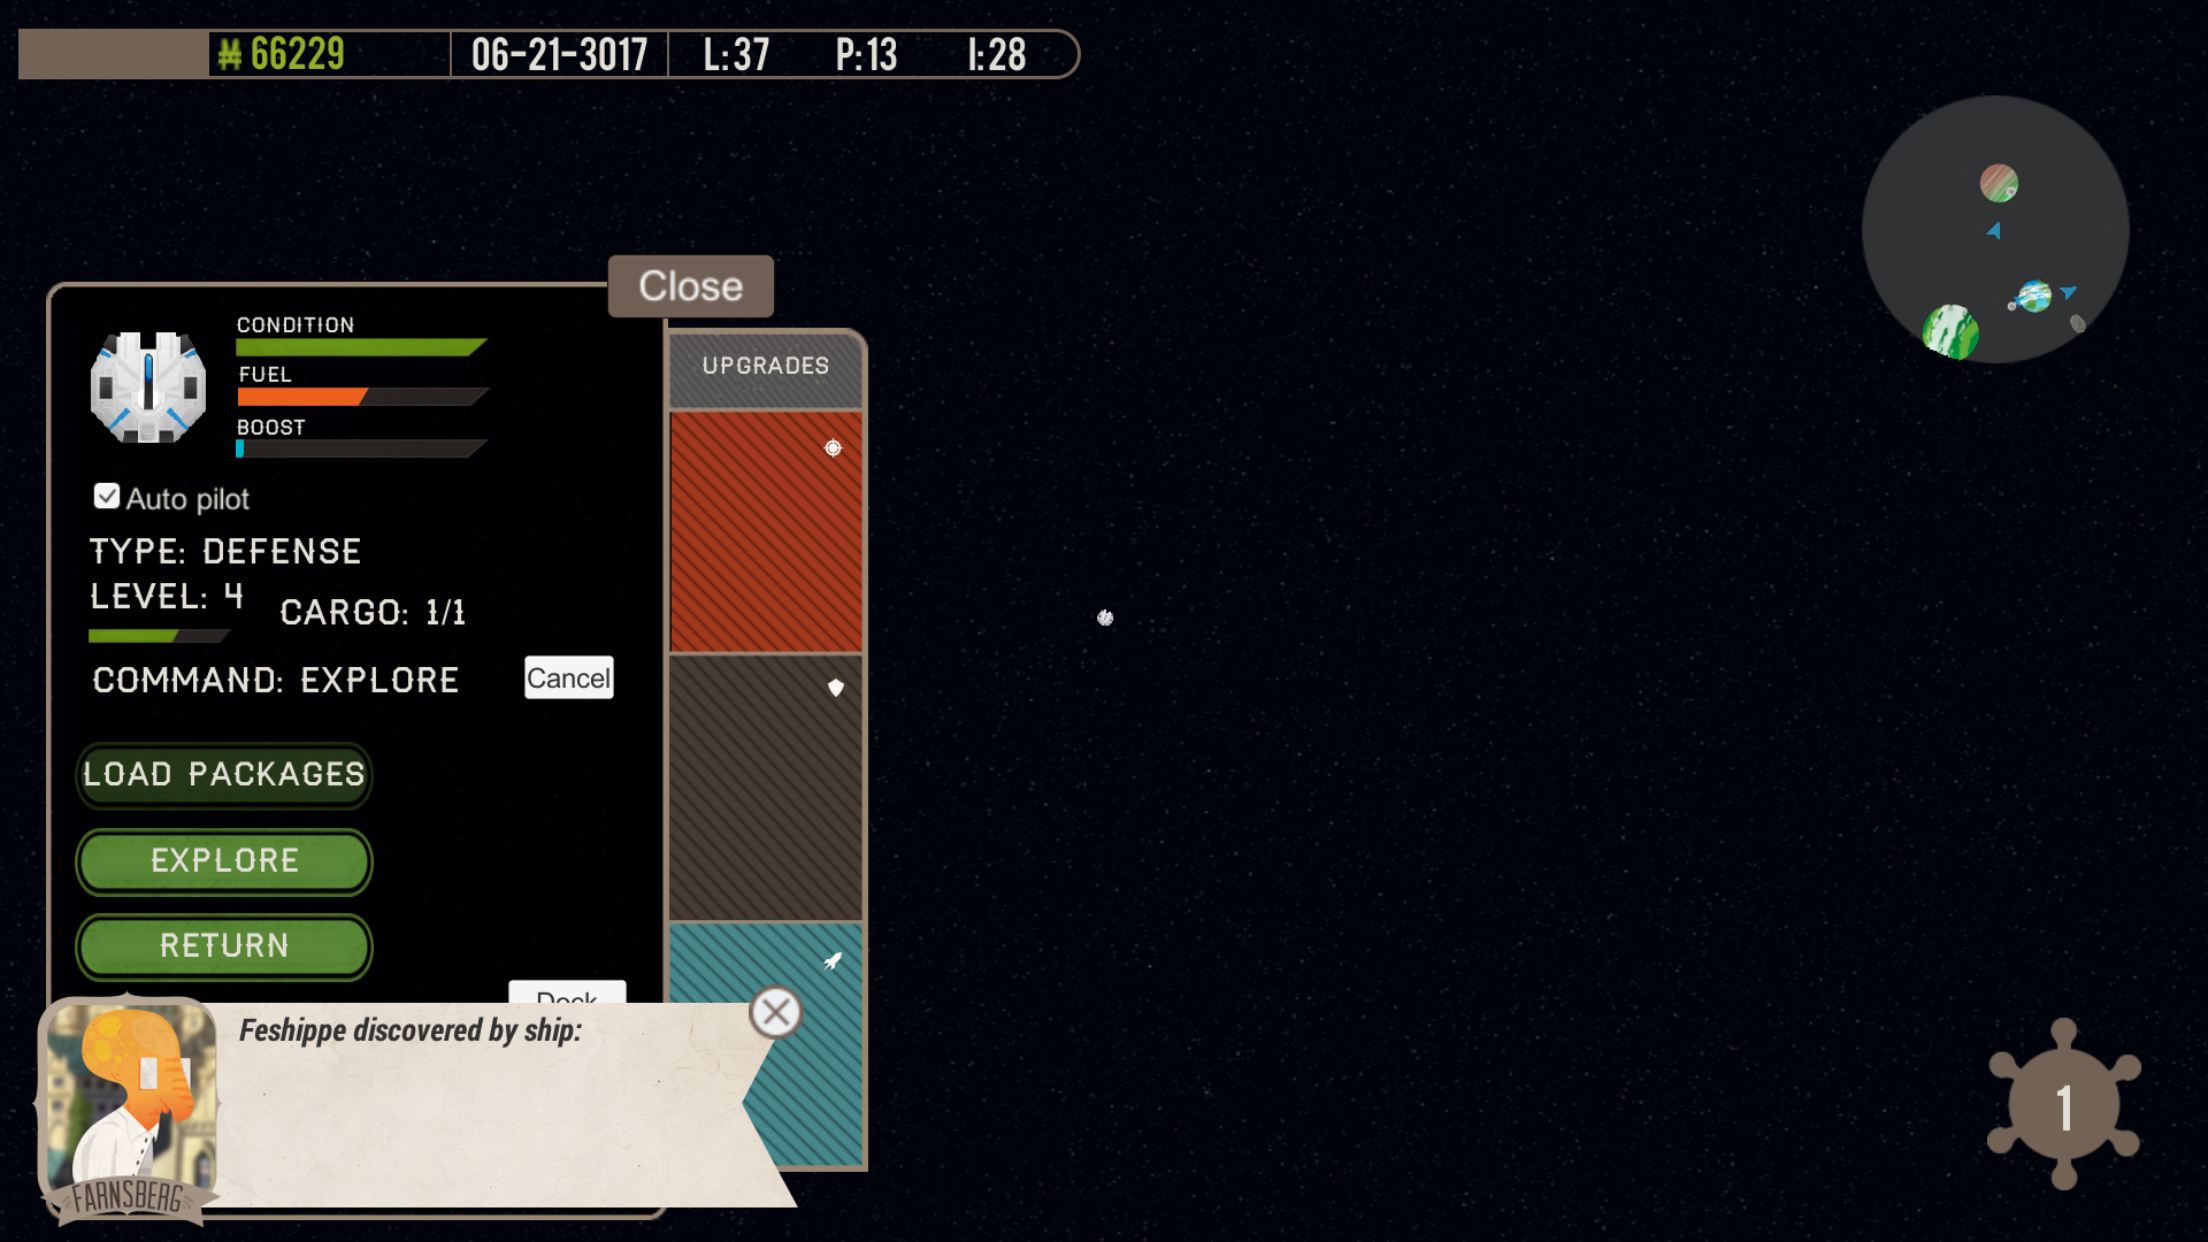 # 66229 06-21-3017 L:37 P:13 I:28
Close
CONDITION
FUEL
BOOST
Auto pilot
TYPE: DEFENSE
LEVEL: 4
CARGO: 1/1
COMMAND: EXPLORE
Cancel
LOAD PACKAGES
EXPLORE
RETURN
Dock
UPGRADES
Feshippe discovered by ship:
FARNSBERG
1